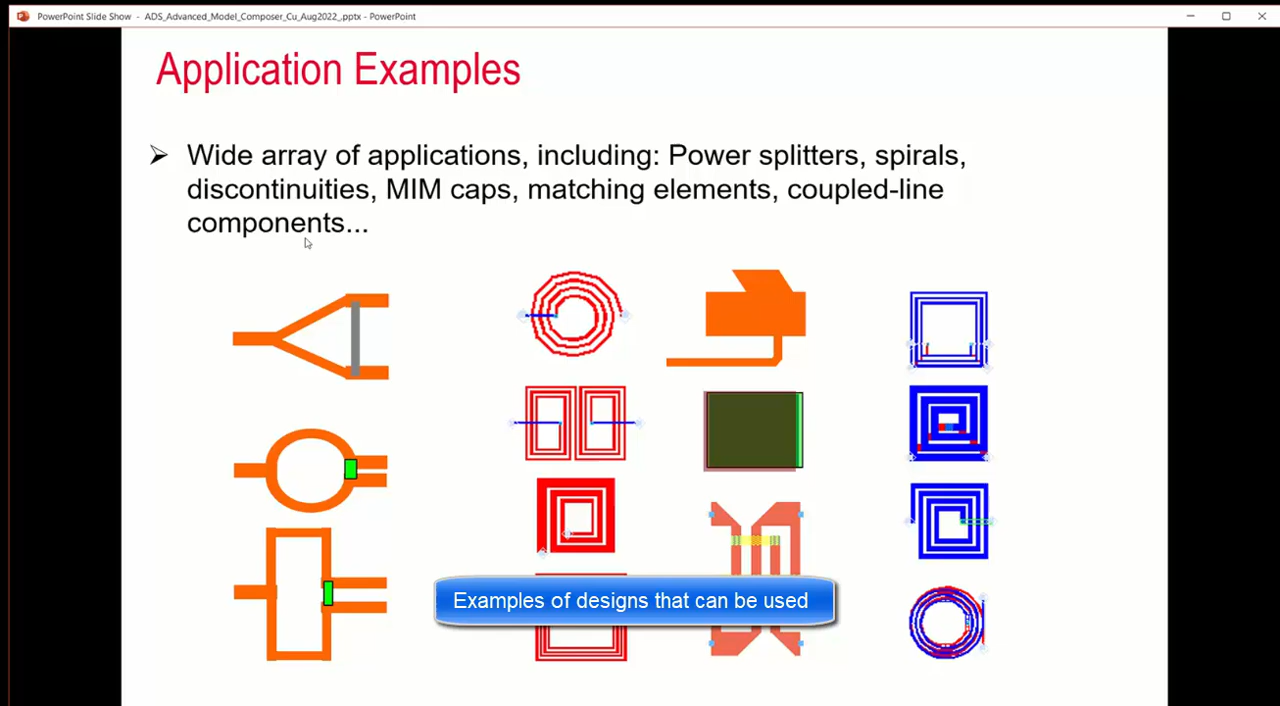 PowerPoint Slide Show - ADS_Advanced_Model_Composer_Cu_Aug2022_.pptx - PowerPoint
Application Examples
Wide array of applications, including: Power splitters, spirals,
discontinuities, MIM caps, matching elements, coupled-line
components...
Examples of designs that can be used